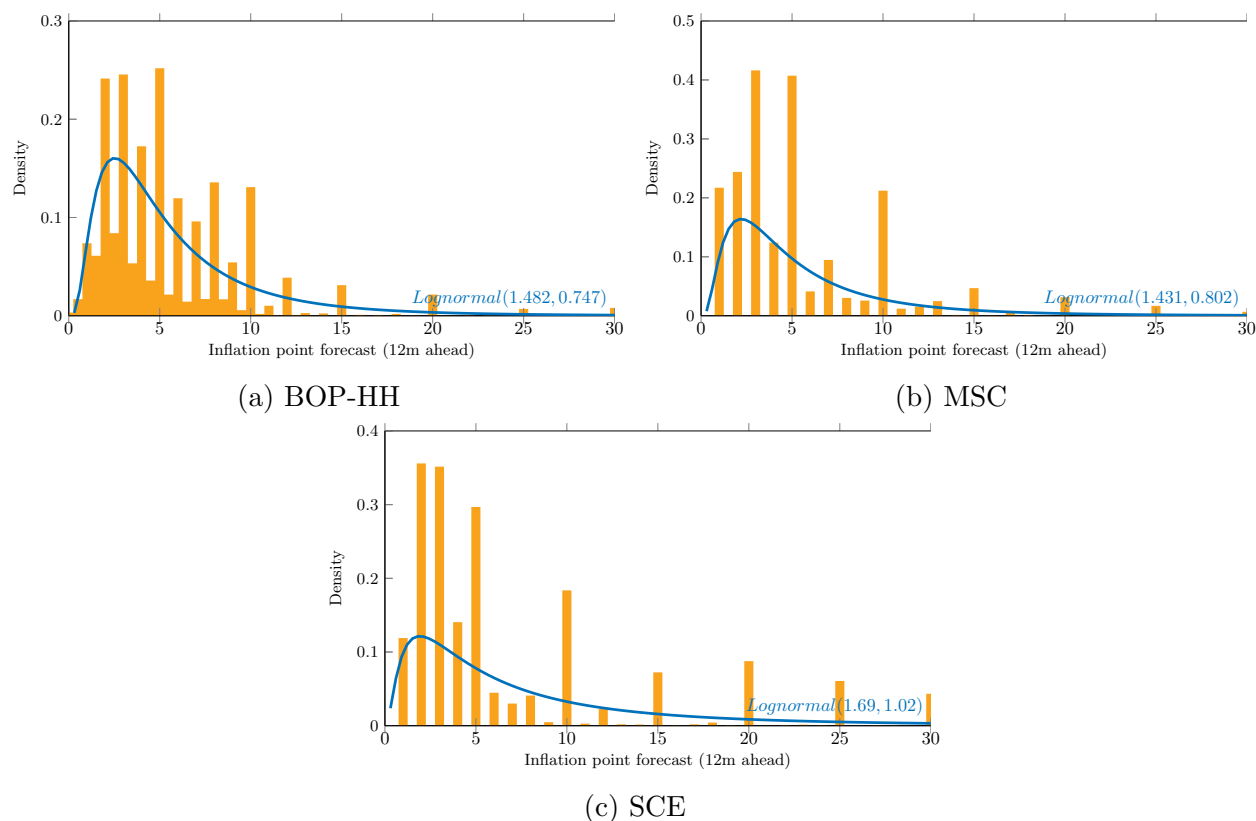 0.3
0.2
0.1
0
Density
Lognormal(1.482, 0.747)
0 5 10 15 20 25 30
Inflation point forecast (12m ahead)
(a) BOP-HH
0.5
0.4
0.3
0.2
0.1
0
Density
Lognormal(1.431, 0.802)
0 5 10 15 20 25 30
Inflation point forecast (12m ahead)
(b) MSC
0.4
0.3
0.2
0.1
0
Density
Lognormal(1.69, 1.02)
0 5 10 15 20 25 30
Inflation point forecast (12m ahead)
(c) SCE